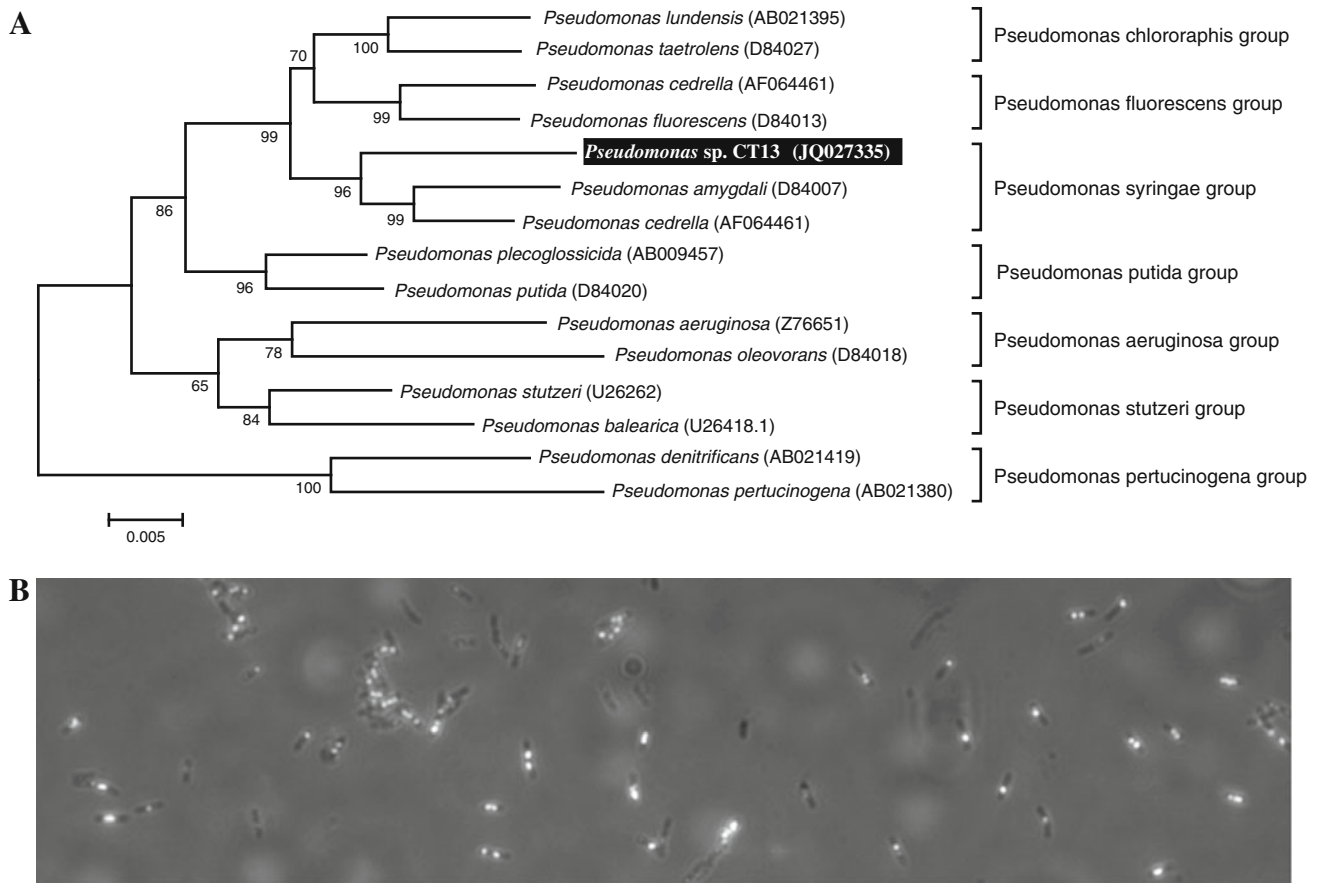 A
Pseudomonas lundensis (AB021395)
Pseudomonas taetrolens (D84027)
Pseudomonas chlororaphis group
Pseudomonas cedrella (AF064461)
Pseudomonas fluorescens (D84013)
Pseudomonas fluorescens group
Pseudomonas sp. CT13 (JQ027335)
Pseudomonas amygdali (D84007)
Pseudomonas cedrella (AF064461)
Pseudomonas syringae group
Pseudomonas plecoglossicida (AB009457)
Pseudomonas putida (D84020)
Pseudomonas putida group
Pseudomonas aeruginosa (Z76651)
Pseudomonas oleovorans (D84018)
Pseudomonas aeruginosa group
Pseudomonas stutzeri (U26262)
Pseudomonas balearica (U26418.1)
Pseudomonas stutzeri group
Pseudomonas denitrificans (AB021419)
Pseudomonas pertucinogena (AB021380)
Pseudomonas pertucinogena group
70
100
99
99
96
99
86
96
78
65
84
100
0.005
B